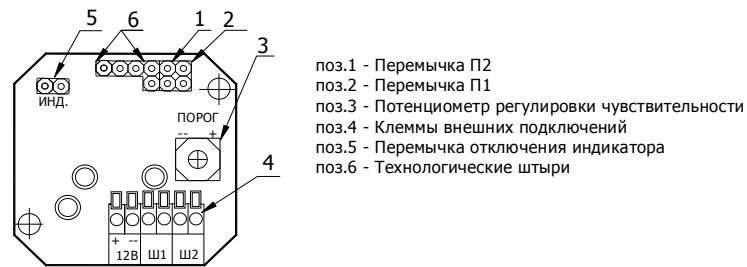 5
6
1
2
3
ИНД.
ПОРОГ
-- +
4
+ --
12В Ш1 Ш2
поз.1 - Перемычка П2
поз.2 - Перемычка П1
поз.3 - Потенциометр регулировки чувствительности
поз.4 - Клеммы внешних подключений
поз.5 - Перемычка отключения индикатора
поз.6 - Технологические штыри